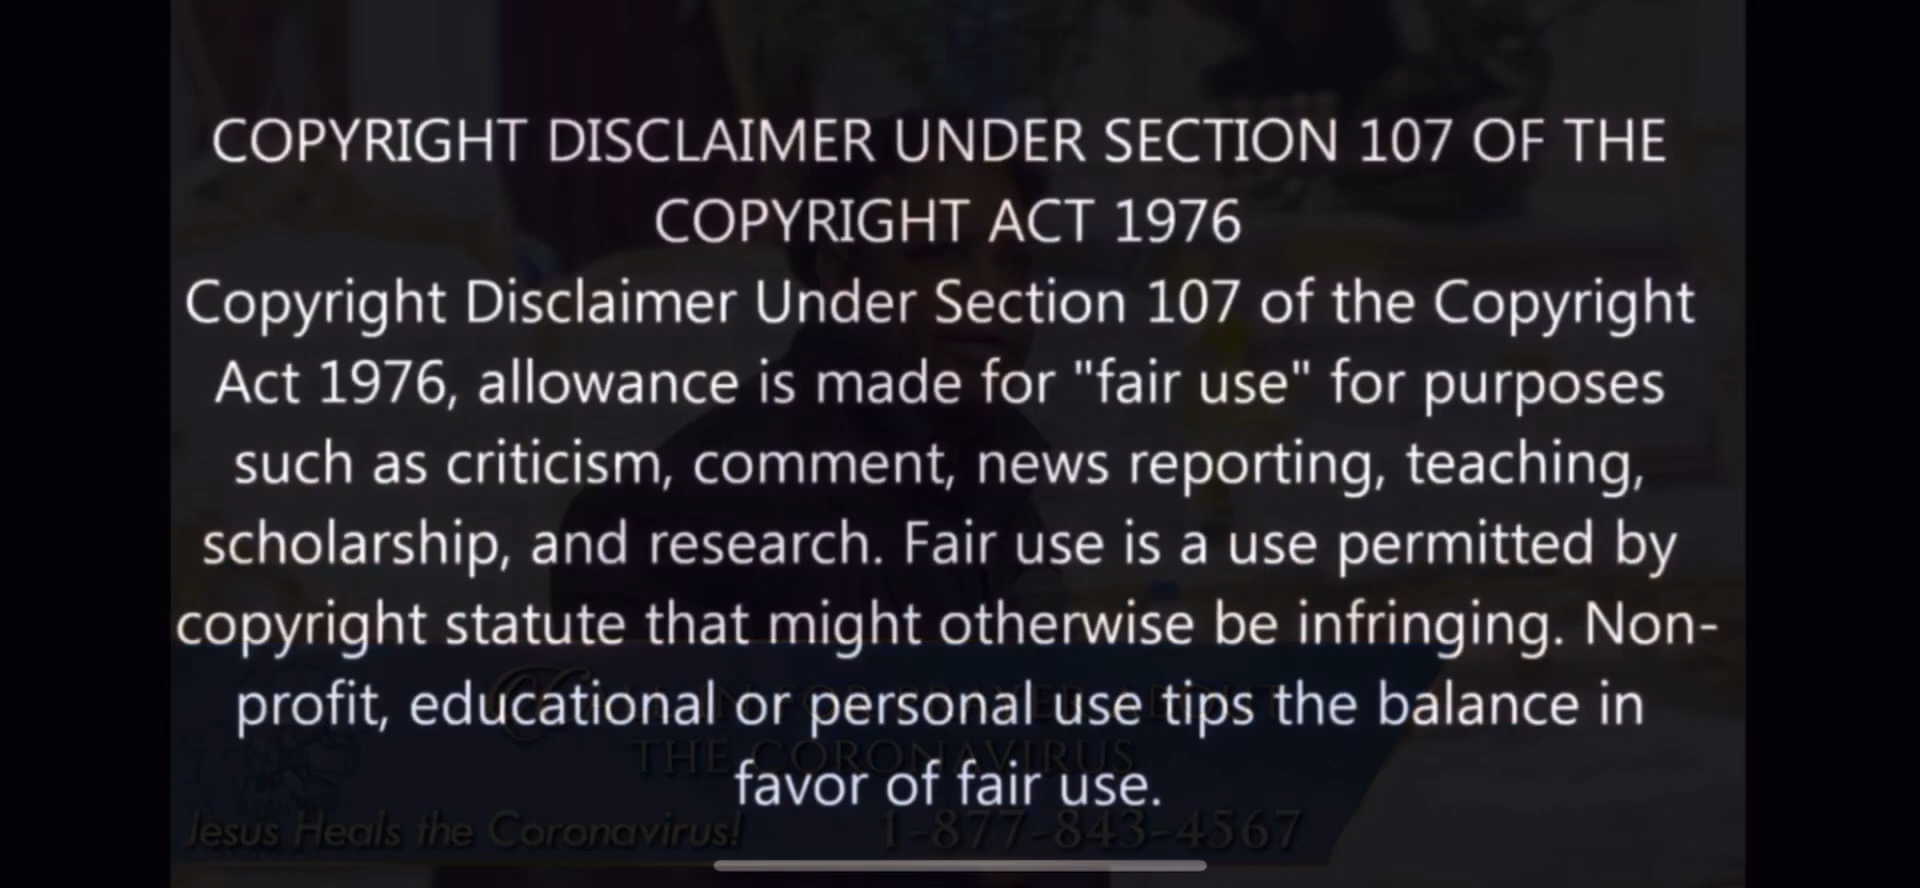 COPYRIGHT DISCLAIMER UNDER SECTION 107 OF THE
COPYRIGHT ACT 1976
Copyright Disclaimer Under Section 107 of the Copyright
Act 1976, allowance is made for "fair use" for purposes
such as criticism, comment, news reporting, teaching,
scholarship, and research. Fair use is a use permitted by
copyright statute that might otherwise be infringing. Non-
profit, educational or personal use tips the balance in
favor of fair use.
THE CORONAVIRUS
Jesus Heals the Coronavirus! 1-877-843-4567